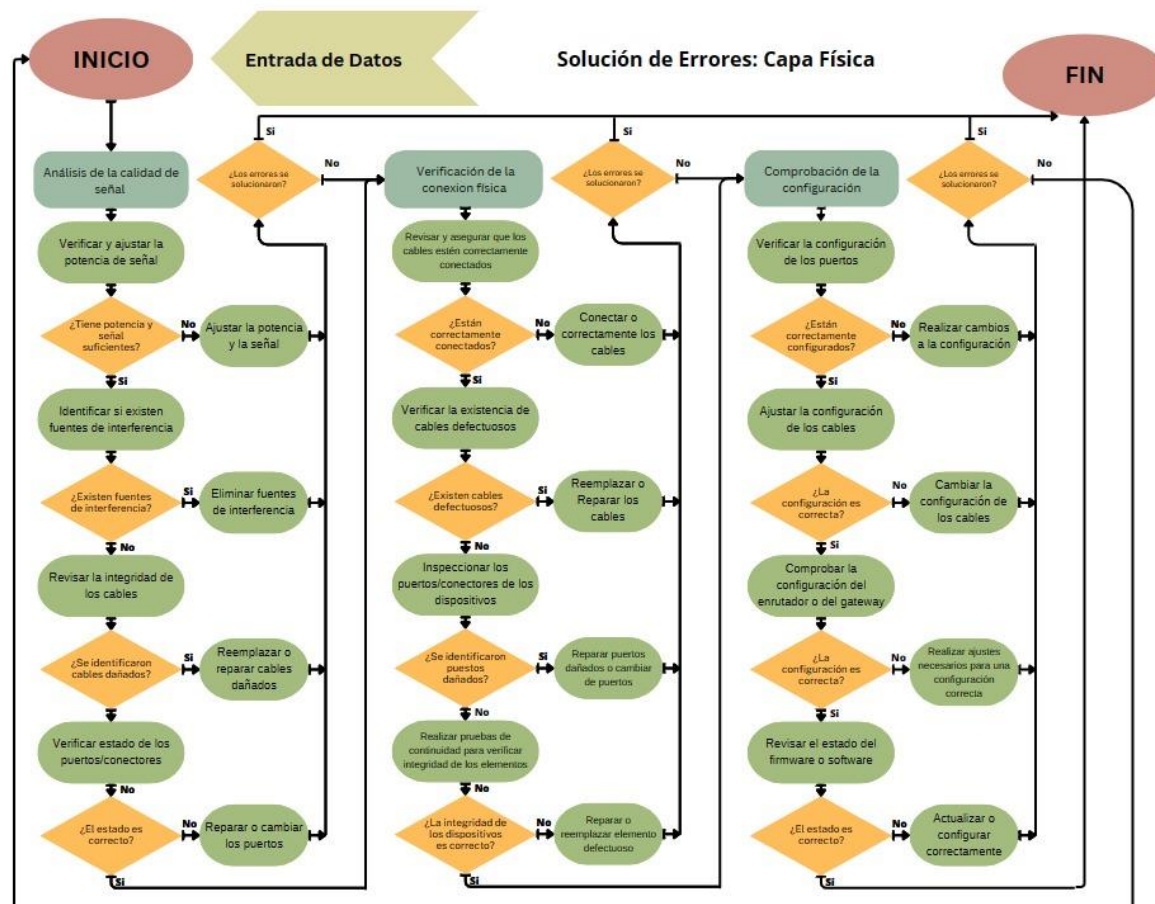 INICIO
Entrada de Datos
Solución de Errores: Capa Física
FIN
Análisis de la calidad de
señal
Verificar y ajustar la
potencia de señal
¿Tiene potencia y
señal
suficientes?
No
Ajustar la potencia
y la señal
Si
Identificar si existen
fuentes de interferencia
¿Existen fuentes
de interferencia?
Si
Eliminar fuentes
de interferencia
No
Revisar la integridad de
los cables
¿Se identificaron
cables dañados?
Si
Reemplazar o
reparar cables
dañados
Verificar estado de los
puertos/conectores
No
¿El estado es
correcto?
No
Reparar o cambiar
los puertos
Si
Si
¿Los errores se
solucionaron?
No
Verificación de la
conexion física
Revisar y asegurar que los
cables estén correctamente
conectados
¿Están
correctamente
conectados?
No
Conectar o
correctamente los
cables
Si
Verificar la existencia de
cables defectuosos
¿Existen cables
defectuosos?
Si
Reemplazar o
Reparar los
cables
No
Inspeccionar los
puertos/conectores de los
dispositivos
¿Se identificaron
puestos
dañados?
Si
Reparar puertos
dañados o cambiar
de puertos
No
Realizar pruebas de
continuidad para verificar
integridad de los elementos
No
¿La integridad de
los dispositivos
es correcto?
No
Reparar o
reemplazar elemento
defectuoso
Si
Si
¿Los errores se
solucionaron?
No
Comprobación de la
configuración
Verificar la configuración
de los puertos
¿Están
correctamente
configurados?
No
Realizar cambios
a la configuración
Si
Ajustar la configuración
de los cables
¿La
configuración es
correcta?
No
Cambiar la
configuración de
los cables
Si
Comprobar la
configuración del
enrutador o del gateway
¿La
configuración es
correcta?
No
Realizar ajustes
necesarios para una
configuración
correcta
Si
Revisar el estado del
firmware o software
¿El estado es
correcto?
No
Actualizar o
configurar
correctamente
Si
Si
¿Los errores se
solucionaron?
No